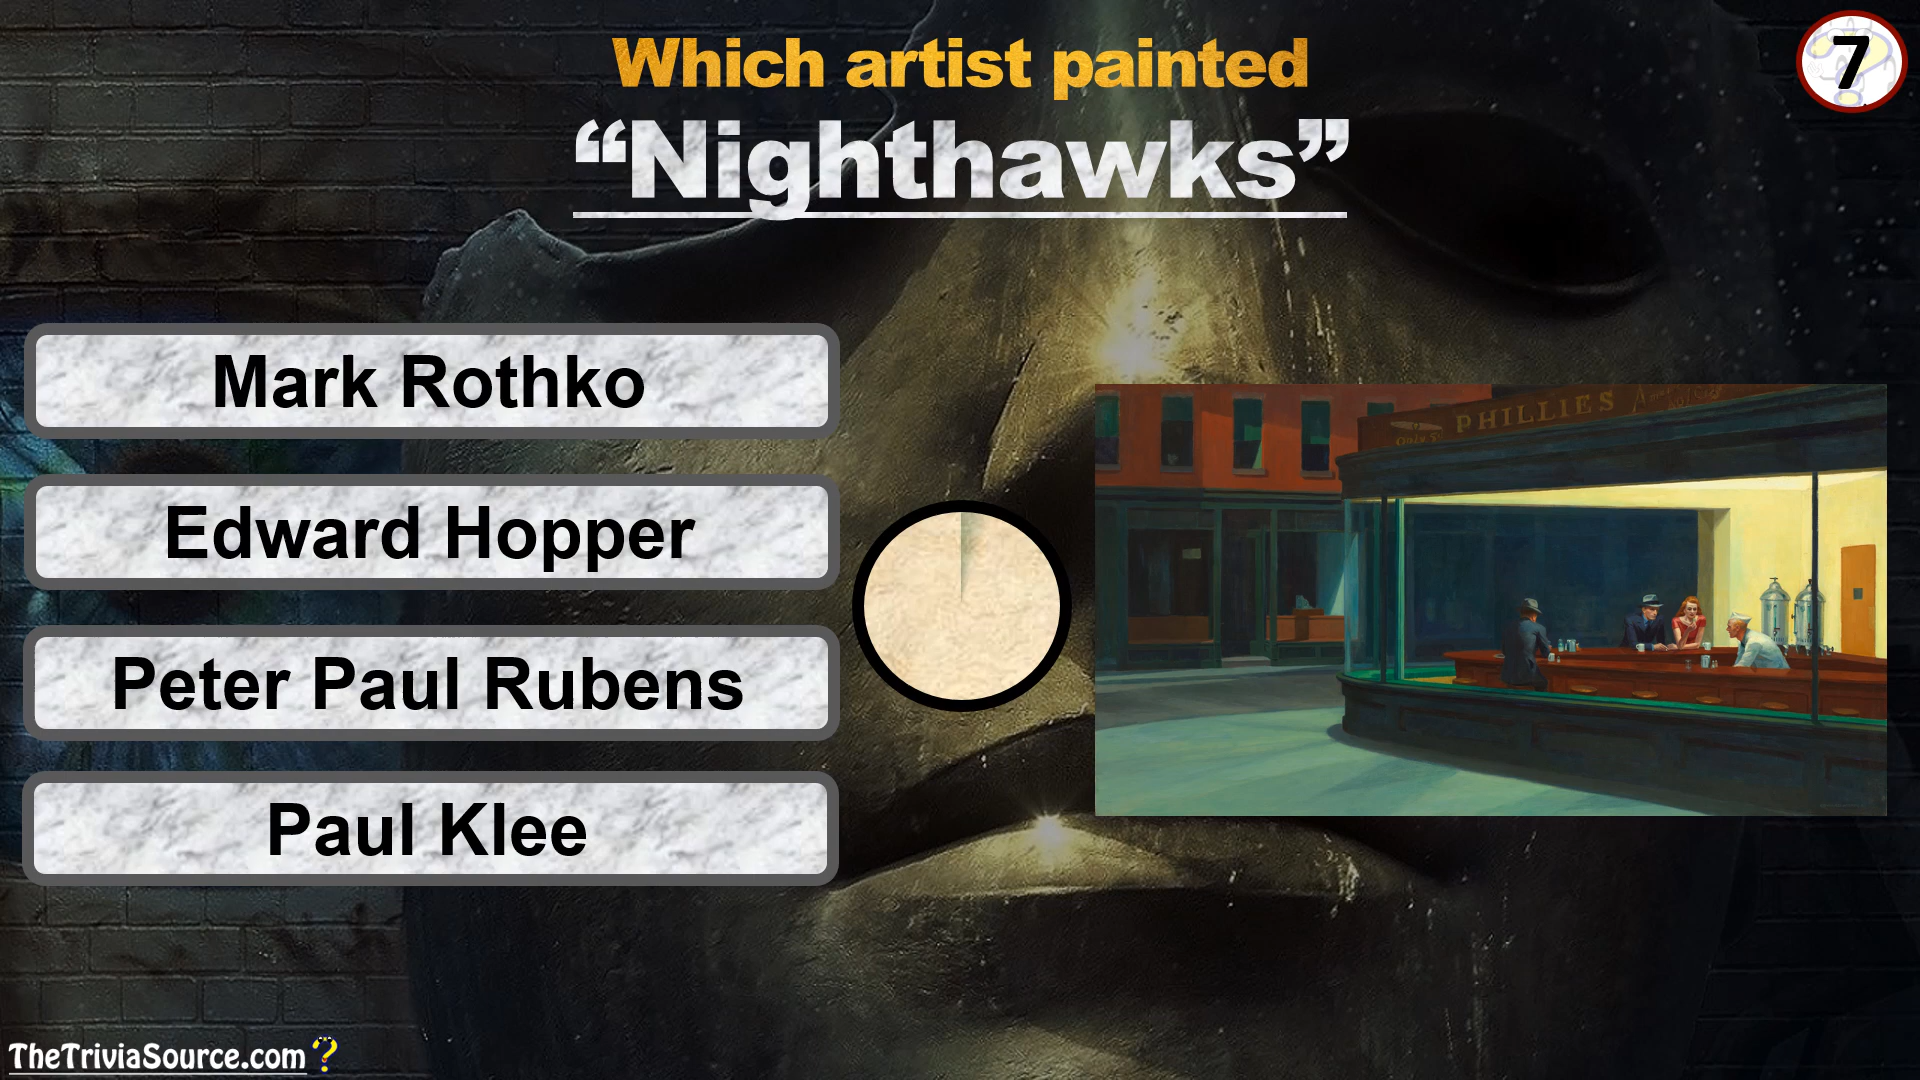 Which artist painted
“Nighthawks”
7
Mark Rothko
Edward Hopper
Peter Paul Rubens
Paul Klee
PHILLIES
TheTriviaSource.com?